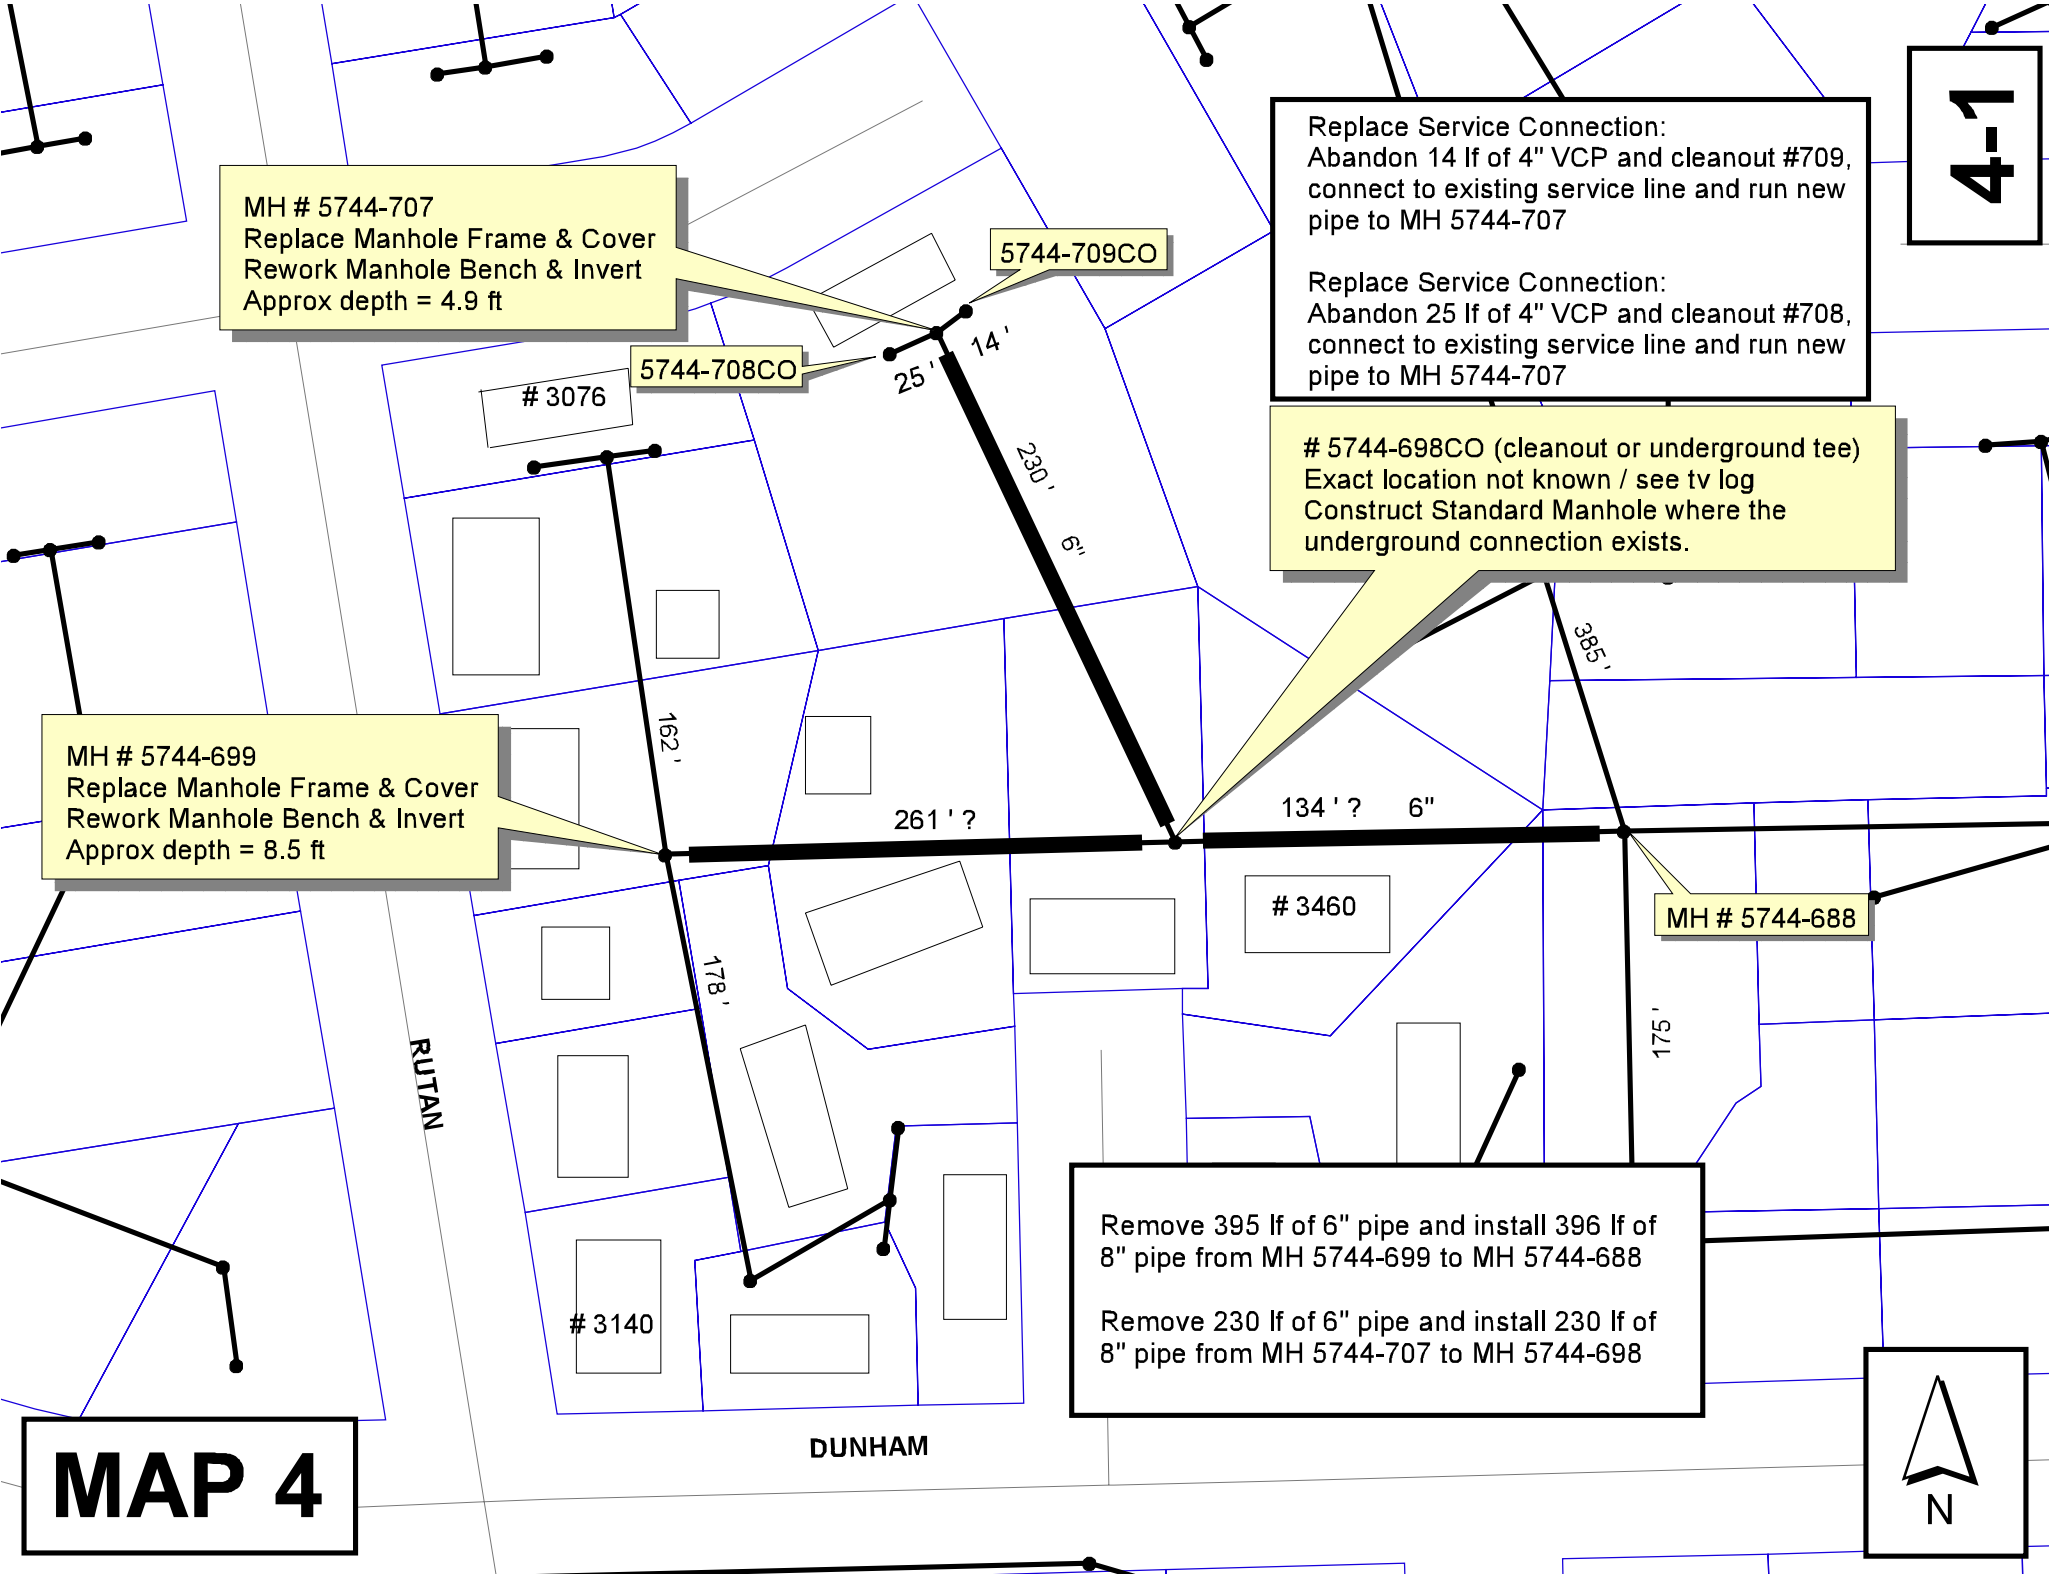 4-1
Replace Service Connection:
Abandon 14 lf of 4" VCP and cleanout #709,
connect to existing service line and run new
pipe to MH 5744-707
Replace Service Connection:
Abandon 25 lf of 4" VCP and cleanout #708,
connect to existing service line and run new
pipe to MH 5744-707
MH # 5744-707
Replace Manhole Frame & Cover
Rework Manhole Bench & Invert
Approx depth = 4.9 ft
5744-709CO
5744-708CO
14 '
25 '
# 3076
230 '
6"
# 5744-698CO (cleanout or underground tee)
Exact location not known / see tv log
Construct Standard Manhole where the
underground connection exists.
385 '
162 '
MH # 5744-699
Replace Manhole Frame & Cover
Rework Manhole Bench & Invert
Approx depth = 8.5 ft
261 ' ?
134 ' ?
6"
# 3460
MH # 5744-688
178 '
175 '
RUTAN
# 3140
Remove 395 lf of 6" pipe and install 396 lf of
8" pipe from MH 5744-699 to MH 5744-688
Remove 230 lf of 6" pipe and install 230 lf of
8" pipe from MH 5744-707 to MH 5744-698
DUNHAM
MAP 4
N